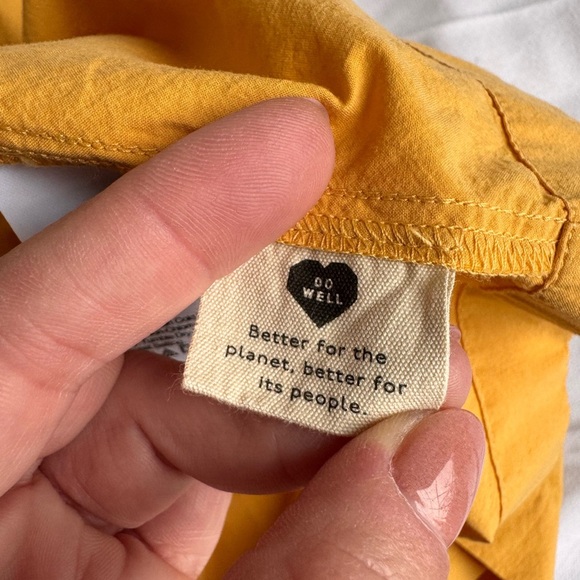 DO
WELL
Better for the
planet, better for
its people.